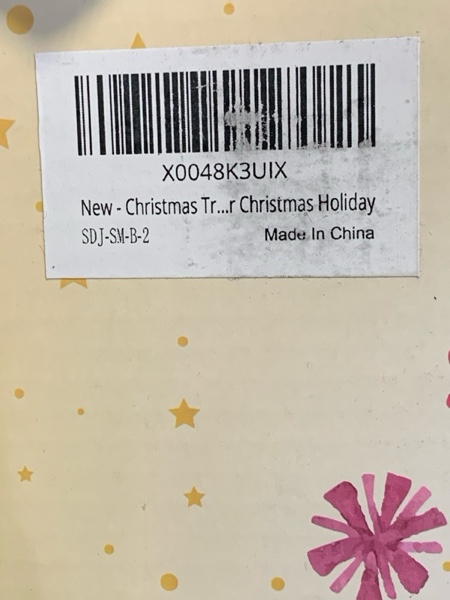 X0048K3UIX
New - Christmas Tr...r Christmas Holiday
SDJ-SM-B-2 Made In China